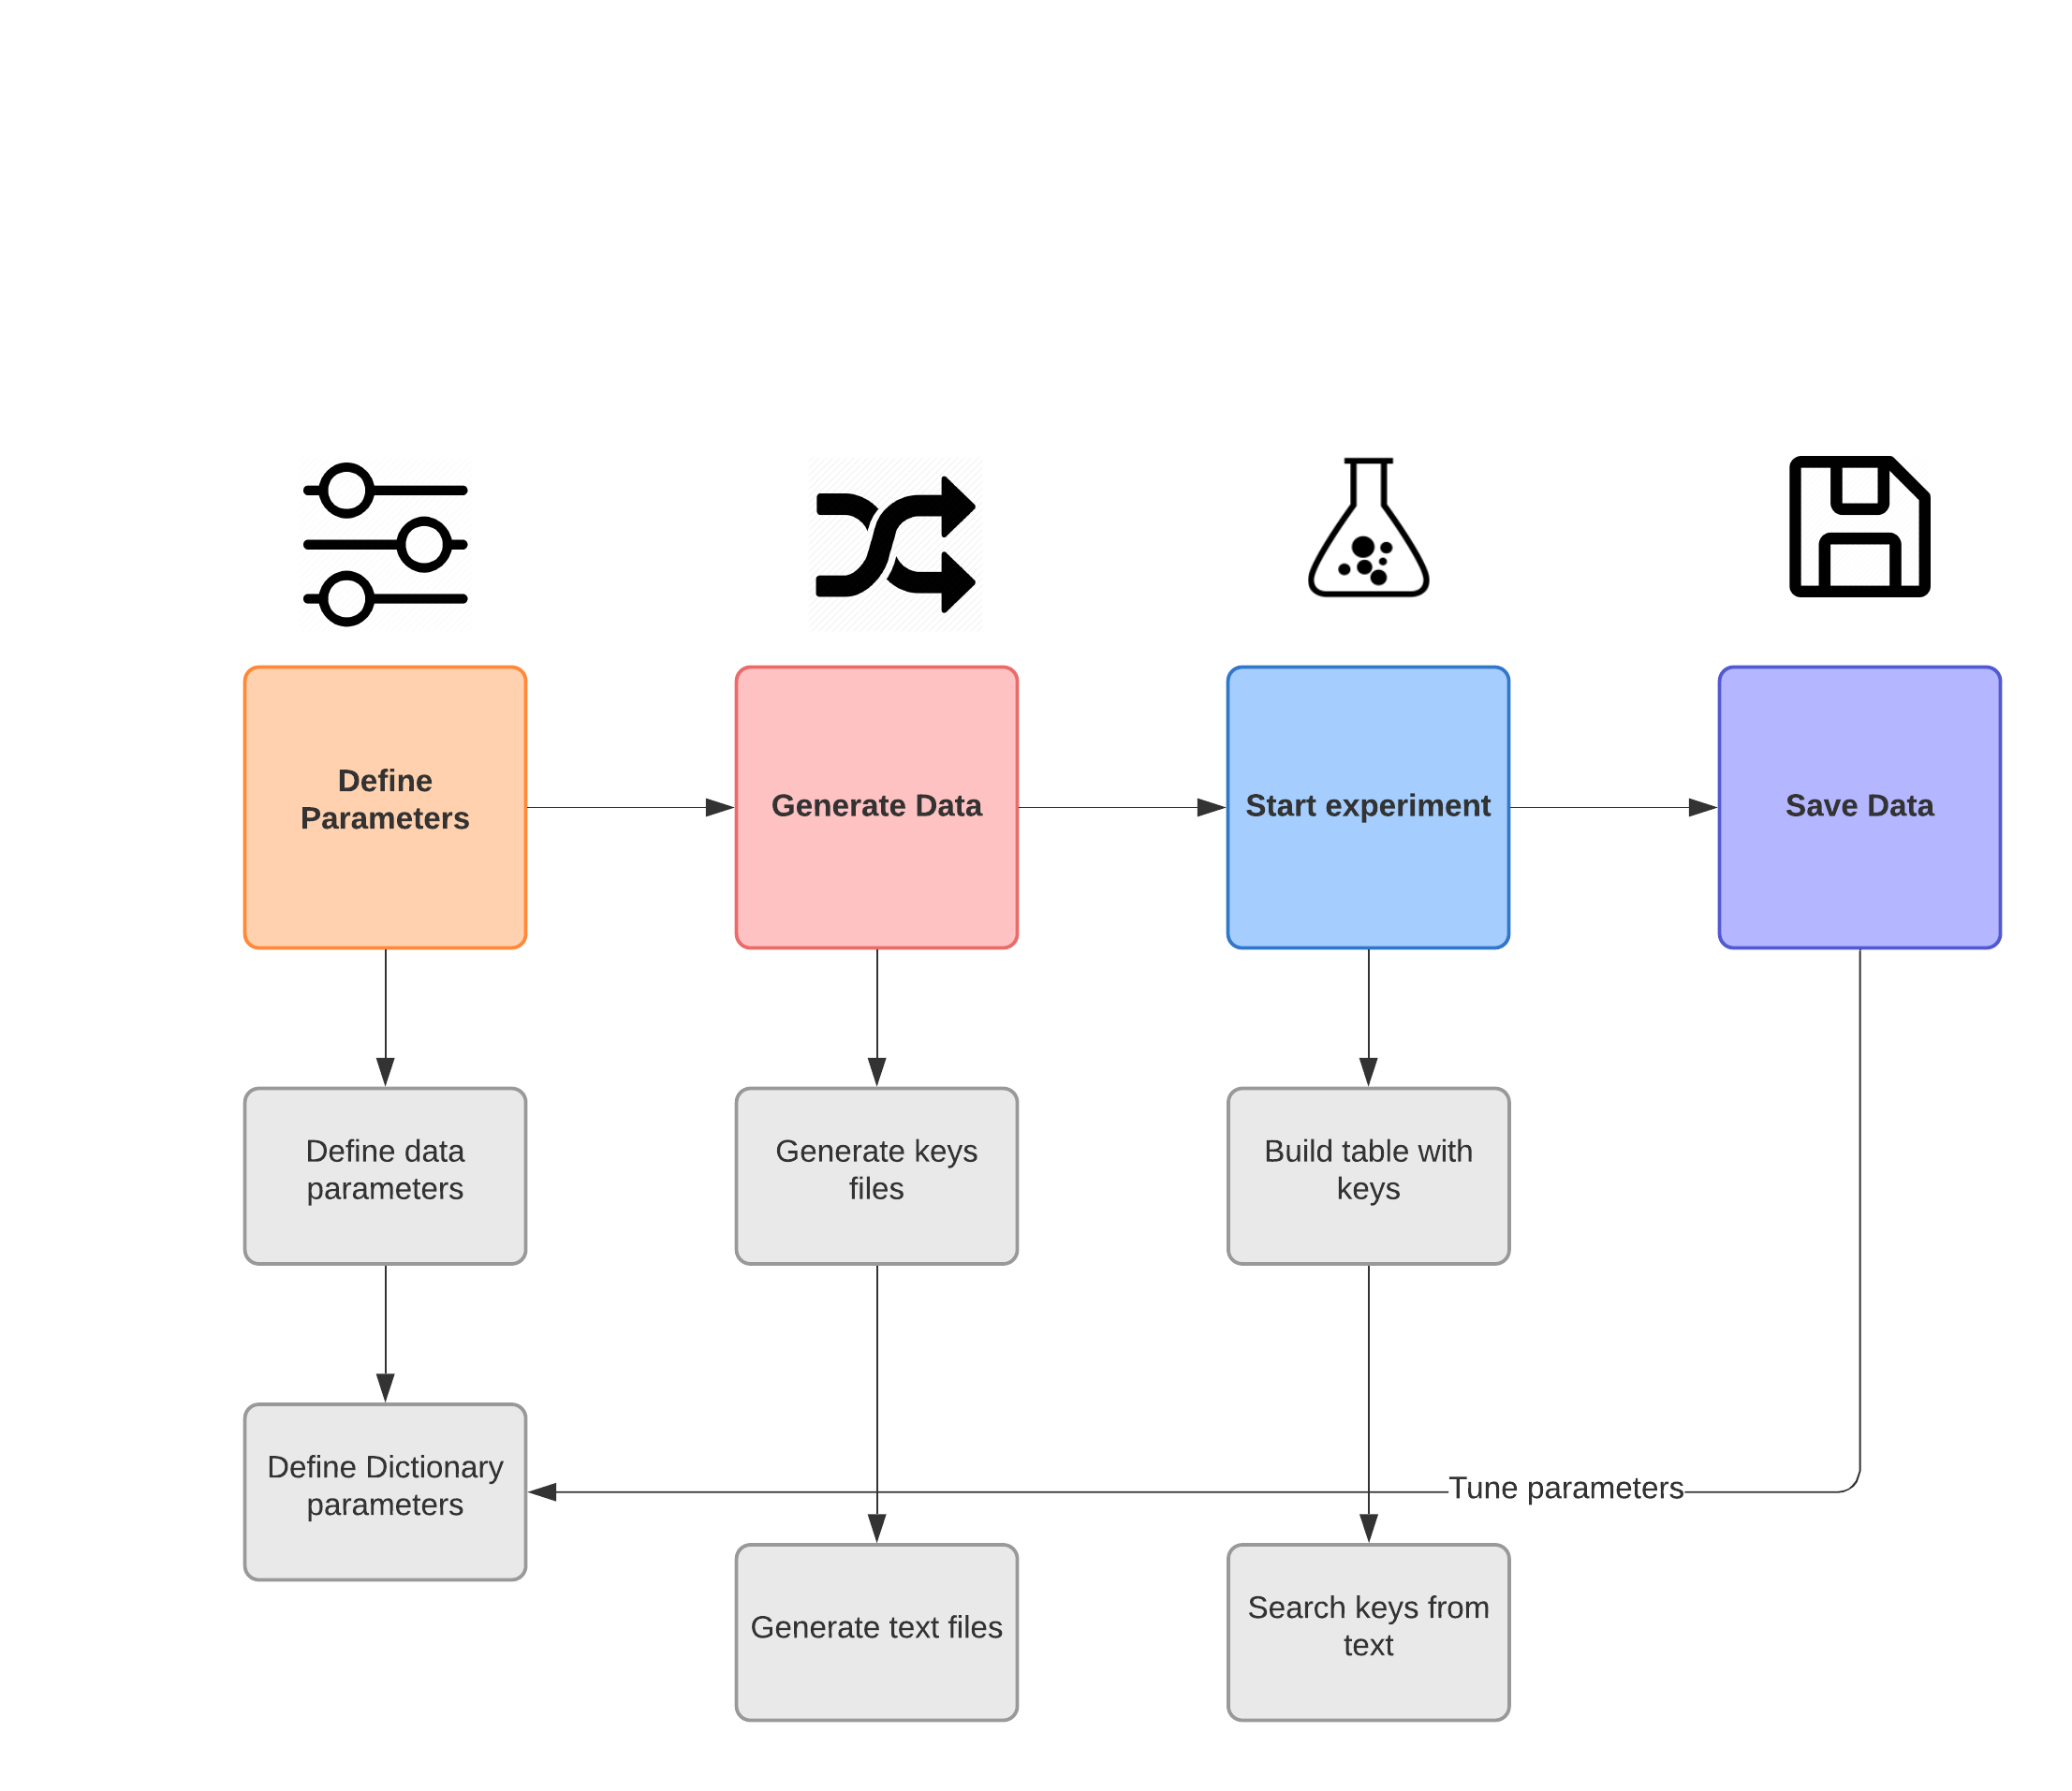 Define
Parameters
Generate Data
Start experiment
Save Data
Define data
parameters
Generate keys
files
Build table with
keys
Define Dictionary
parameters
Tune parameters
Generate text files
Search keys from
text